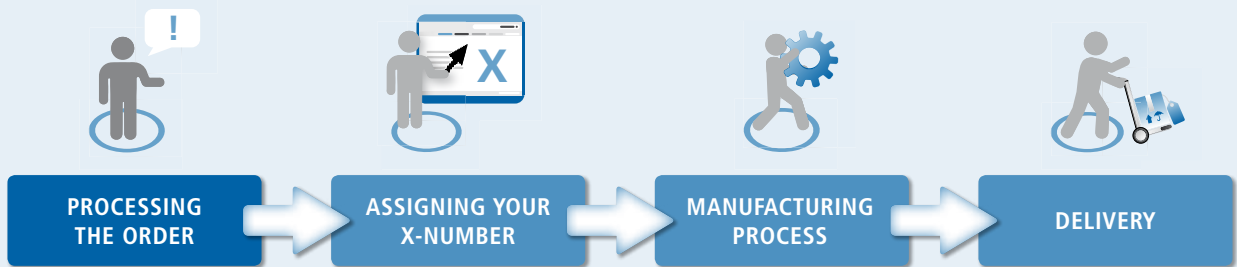 !
X
PROCESSING
THE ORDER
ASSIGNING YOUR
X-NUMBER
MANUFACTURING
PROCESS
DELIVERY